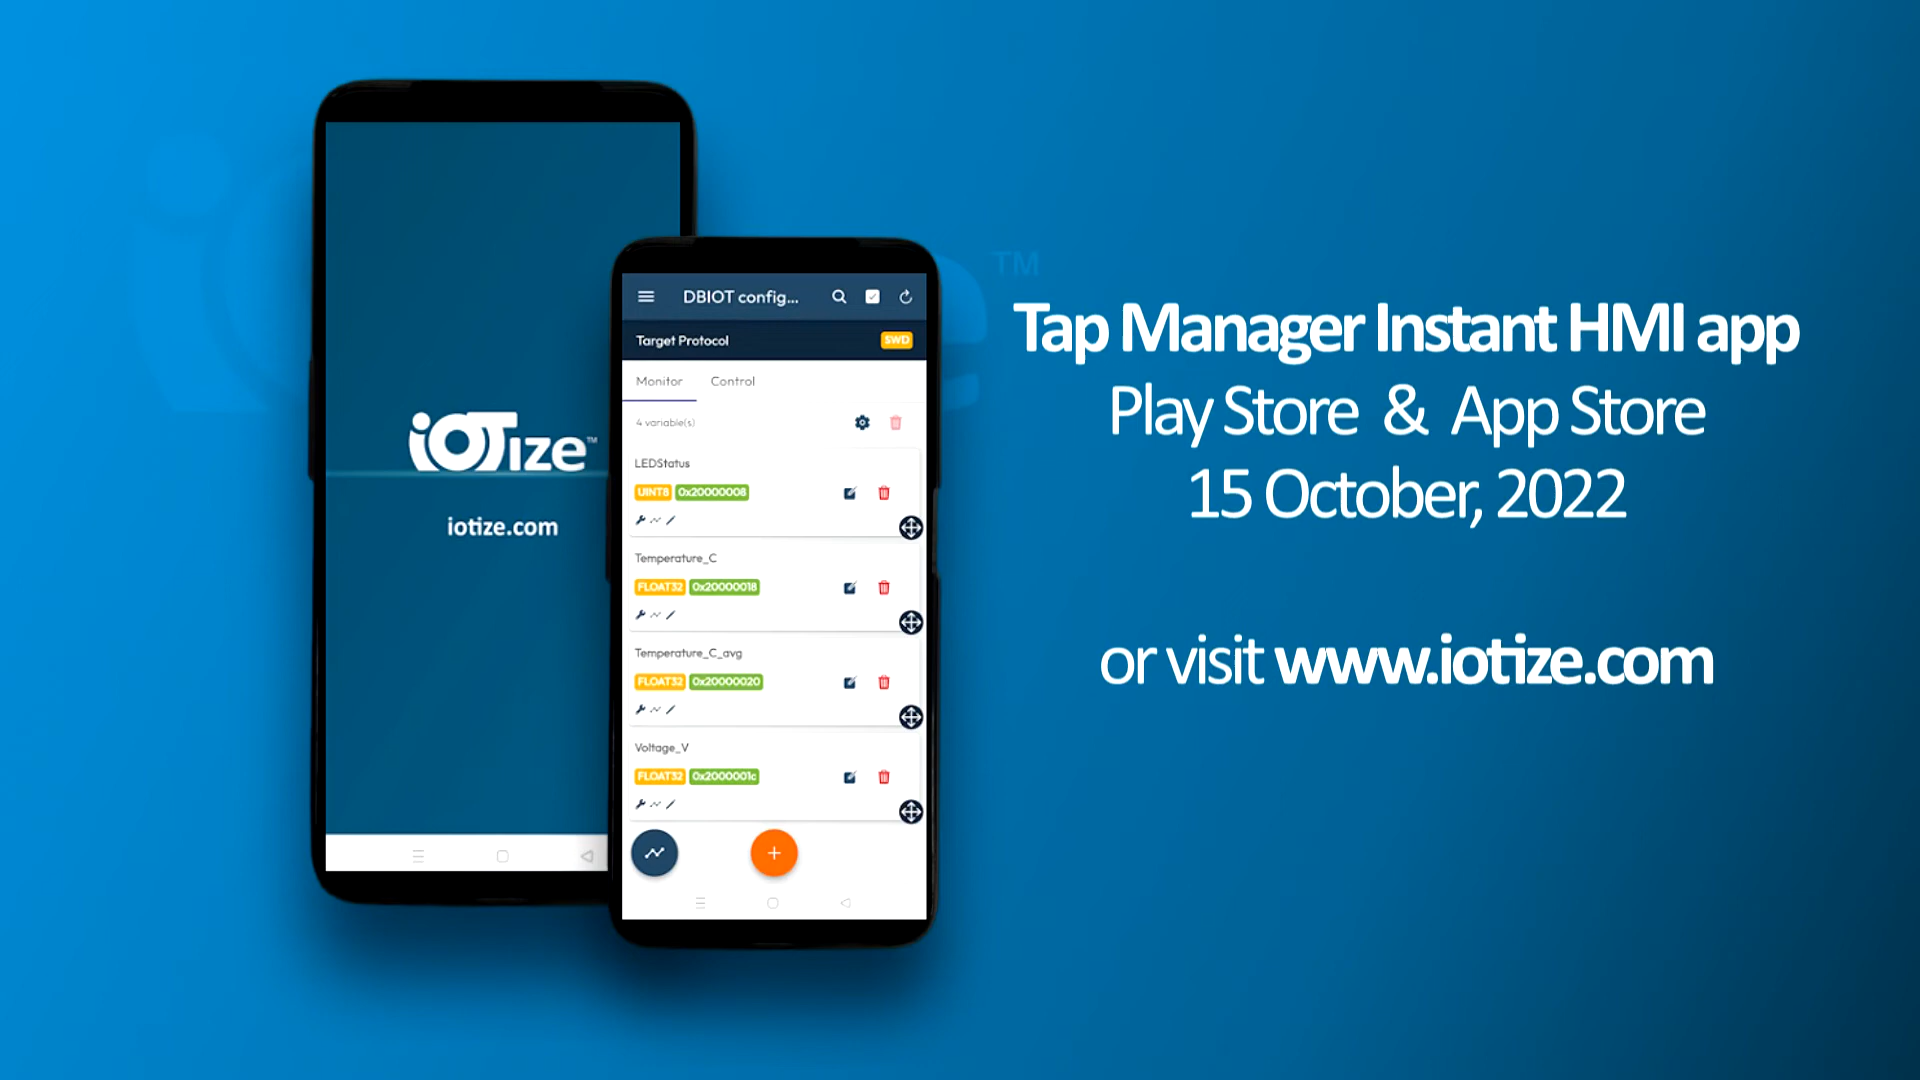 iOTize™
iotize.com
DBIOT config...
Target Protocol
SWD
Monitor
Control
4 variable(s)
LEDStatus
UINT8 0x20000008
Temperature_C
FLOAT32 0x20000018
Temperature_C_avg
FLOAT32 0x20000020
Voltage_V
FLOAT32 0x2000001c
TM
Tap Manager Instant HMI app
Play Store & App Store
15 October, 2022
or visit www.iotize.com